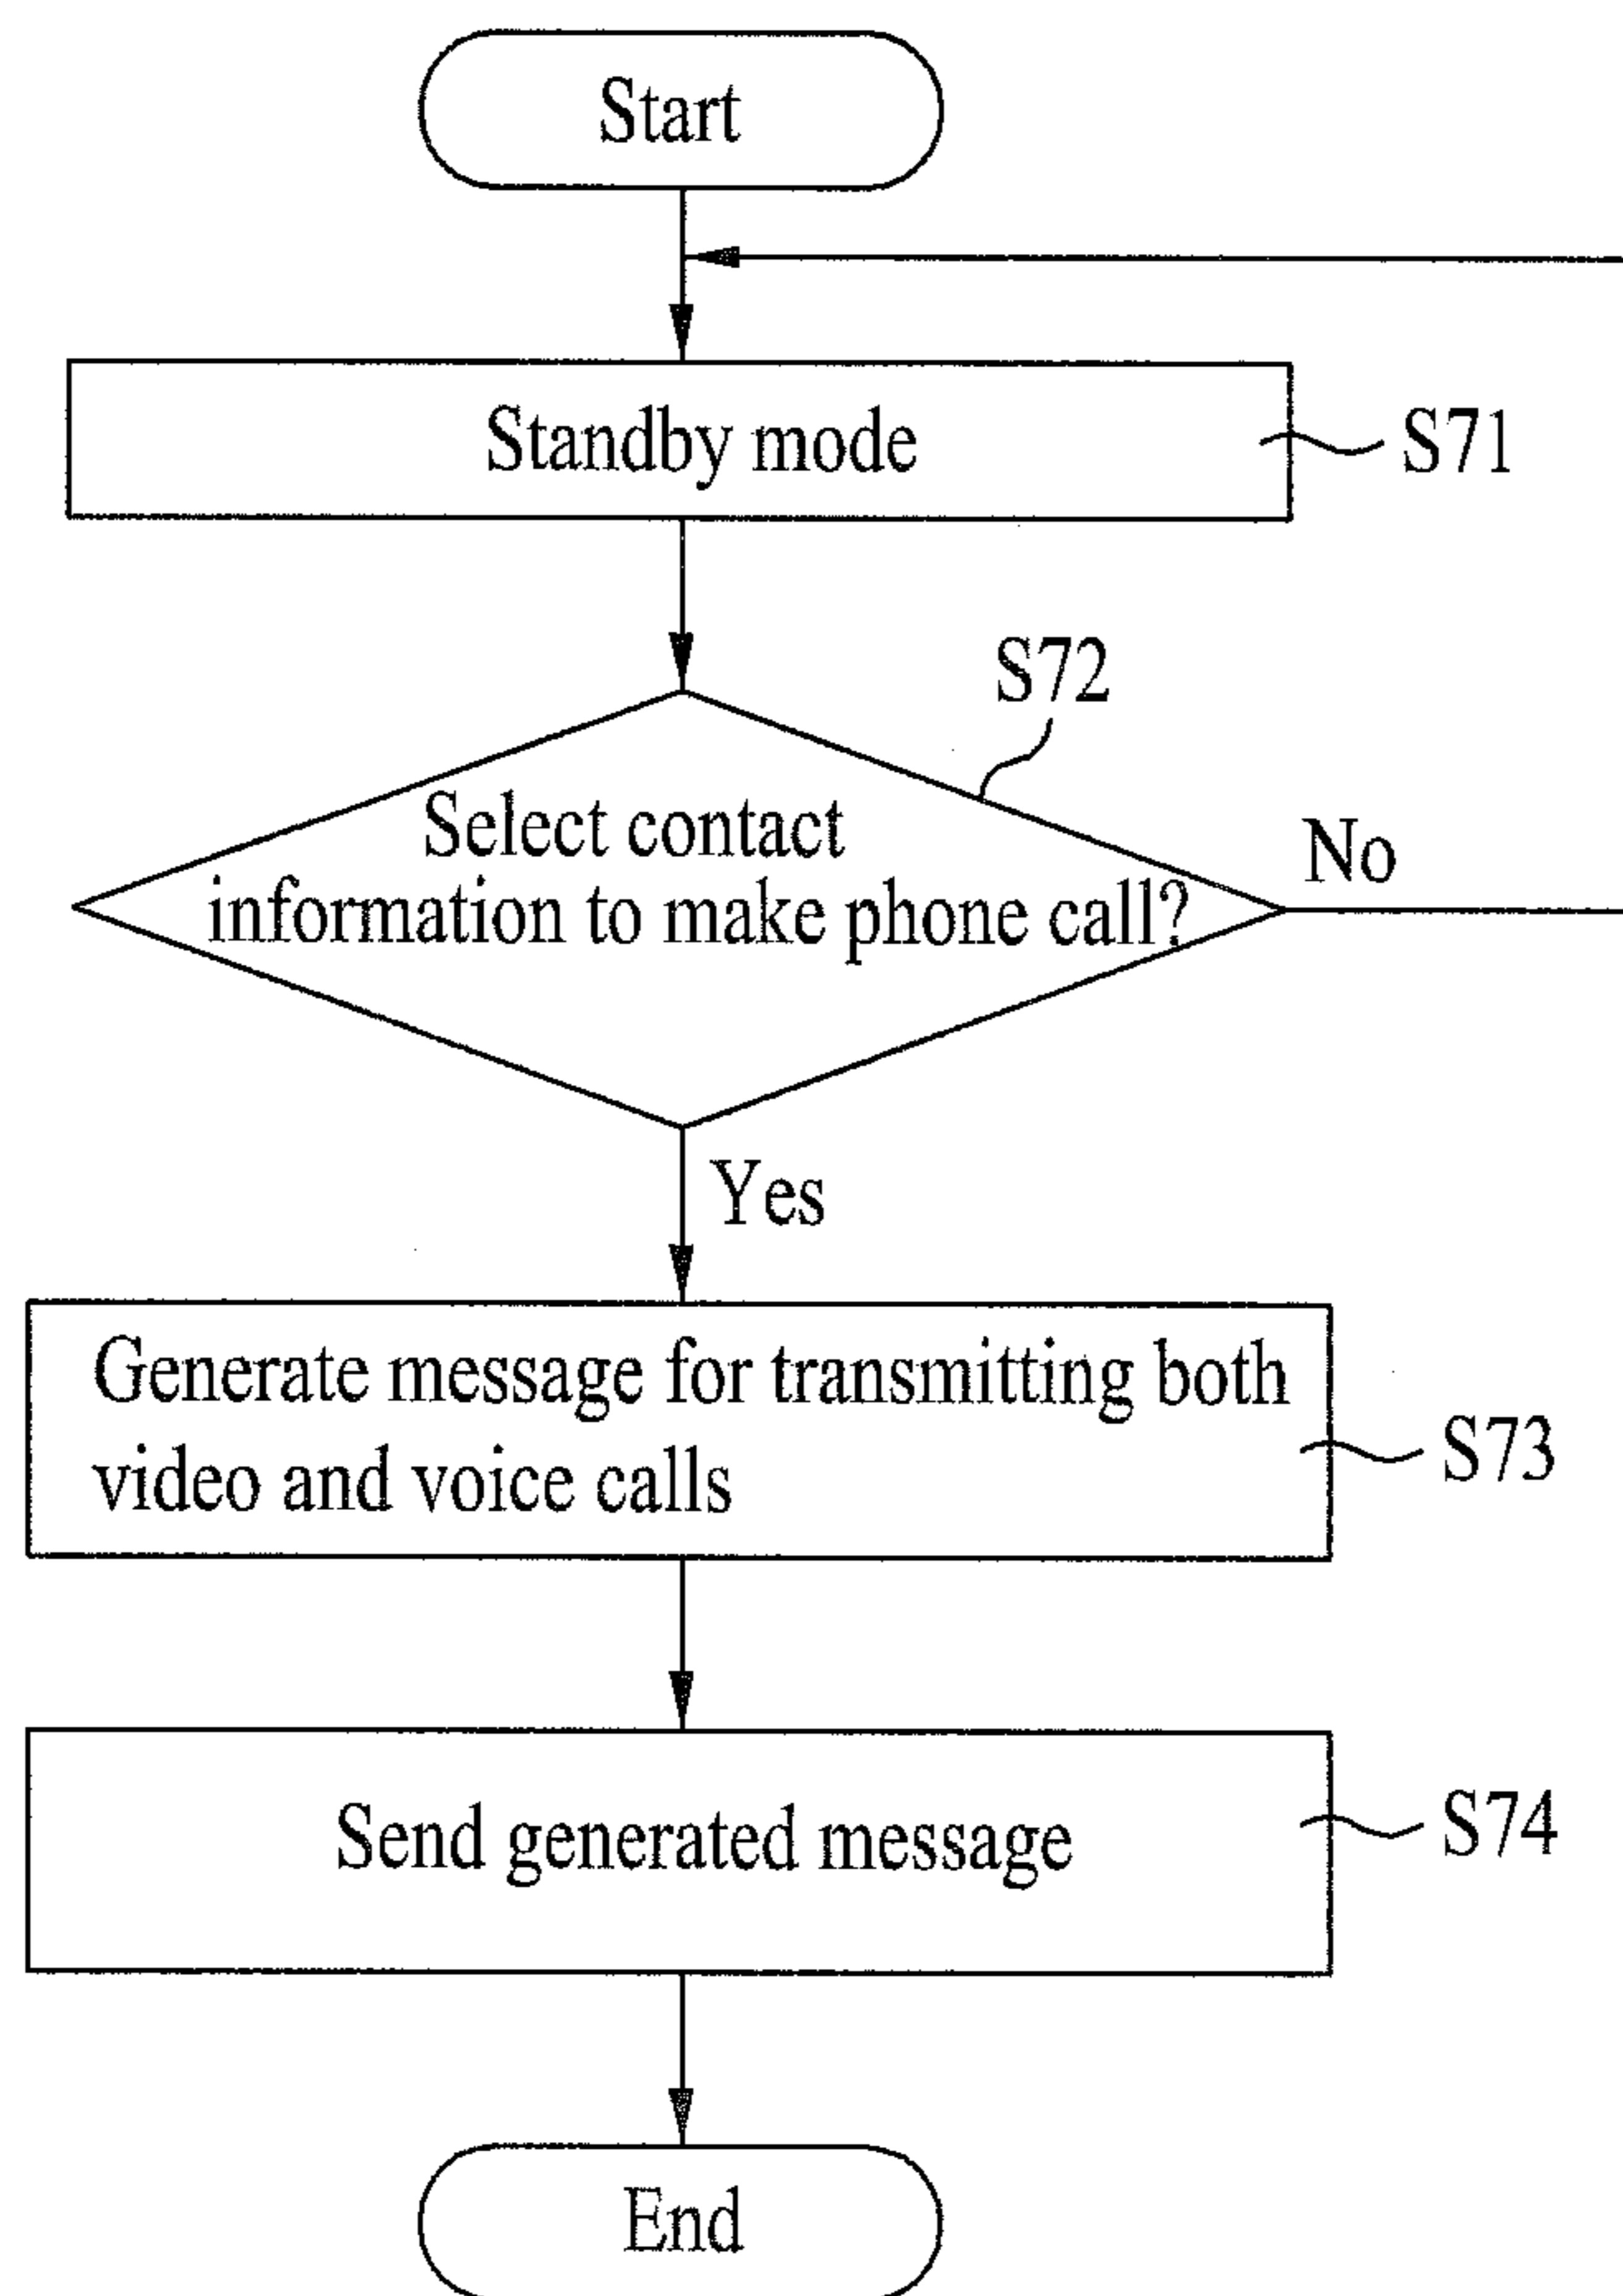 Start
Standby mode
S71
S72
Select contact
information to make phone call?
No
Yes
Generate message for transmitting both
video and voice calls
S73
Send generated message
S74
End